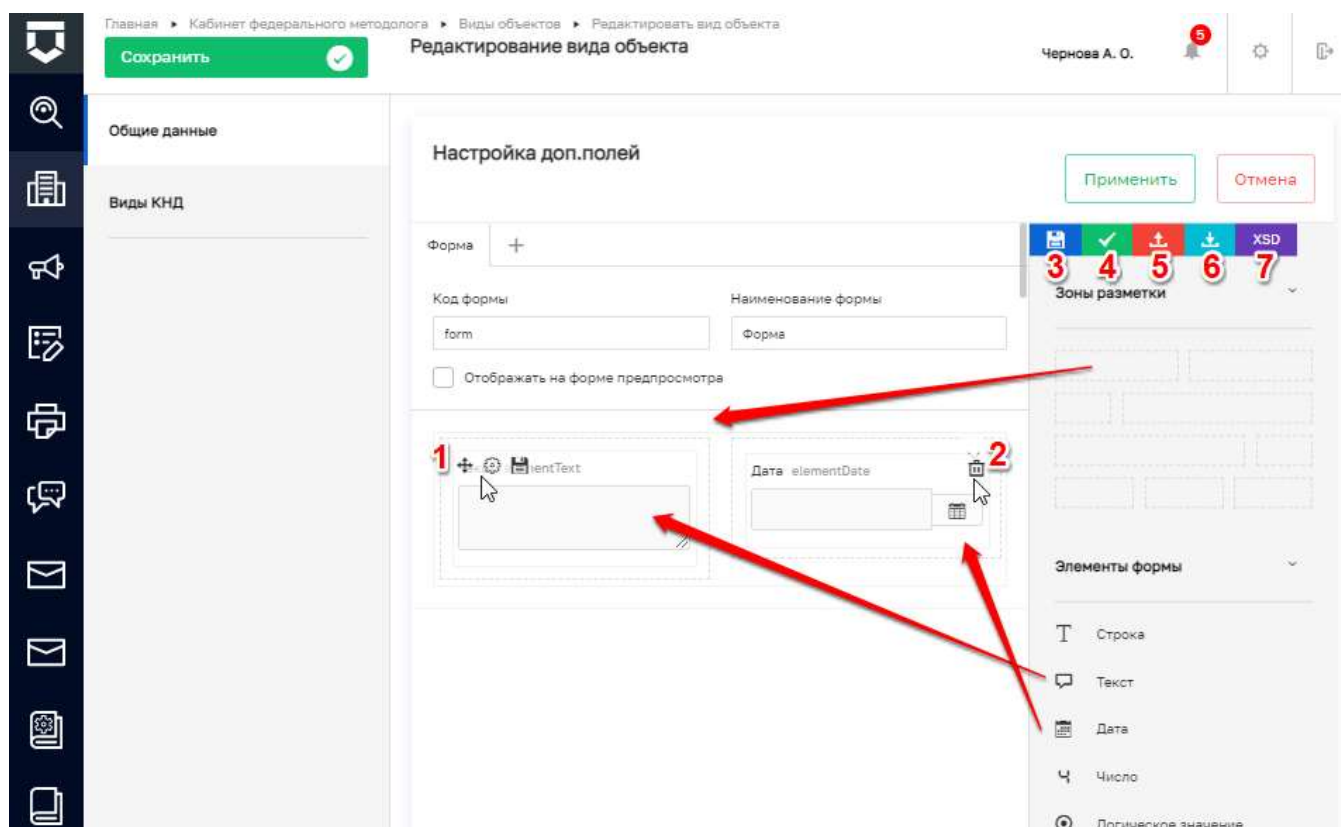 Главная ▸ Кабинет федерального методолога ▸ Виды объектов ▸ Редактировать вид объекта
Сохранить
Редактирование вида объекта
Чернова А. О.
5
Общие данные
Виды КНД
Настройка доп.полей
Применить
Отмена
Форма +
XSD
3 4 5 6 7
Код формы
Наименование формы
form
Форма
Отображать на форме предпросмотра
Зоны разметки
1
entText
Дата elementDate
2
Элементы формы
Строка
Текст
Дата
Число
Логическое значение